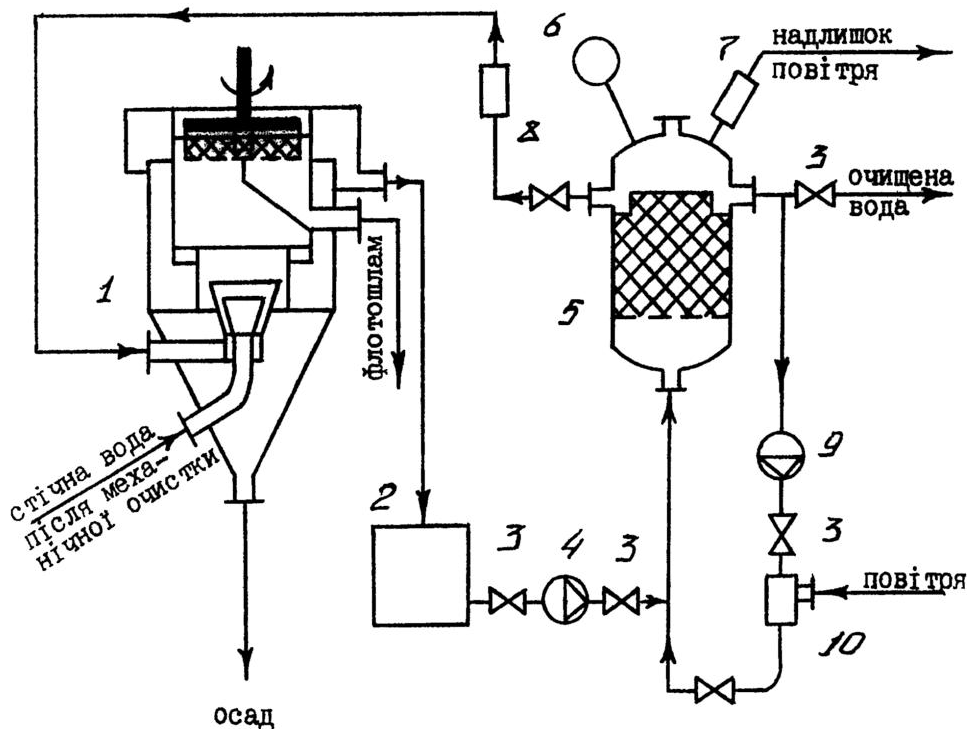 6
7
надлишок
повітря
8
3
очищена
вода
1
5
флотошлам
9
стічна вода
після меха-
нічної очистки
2
3
4
3
3
повітря
10
осад